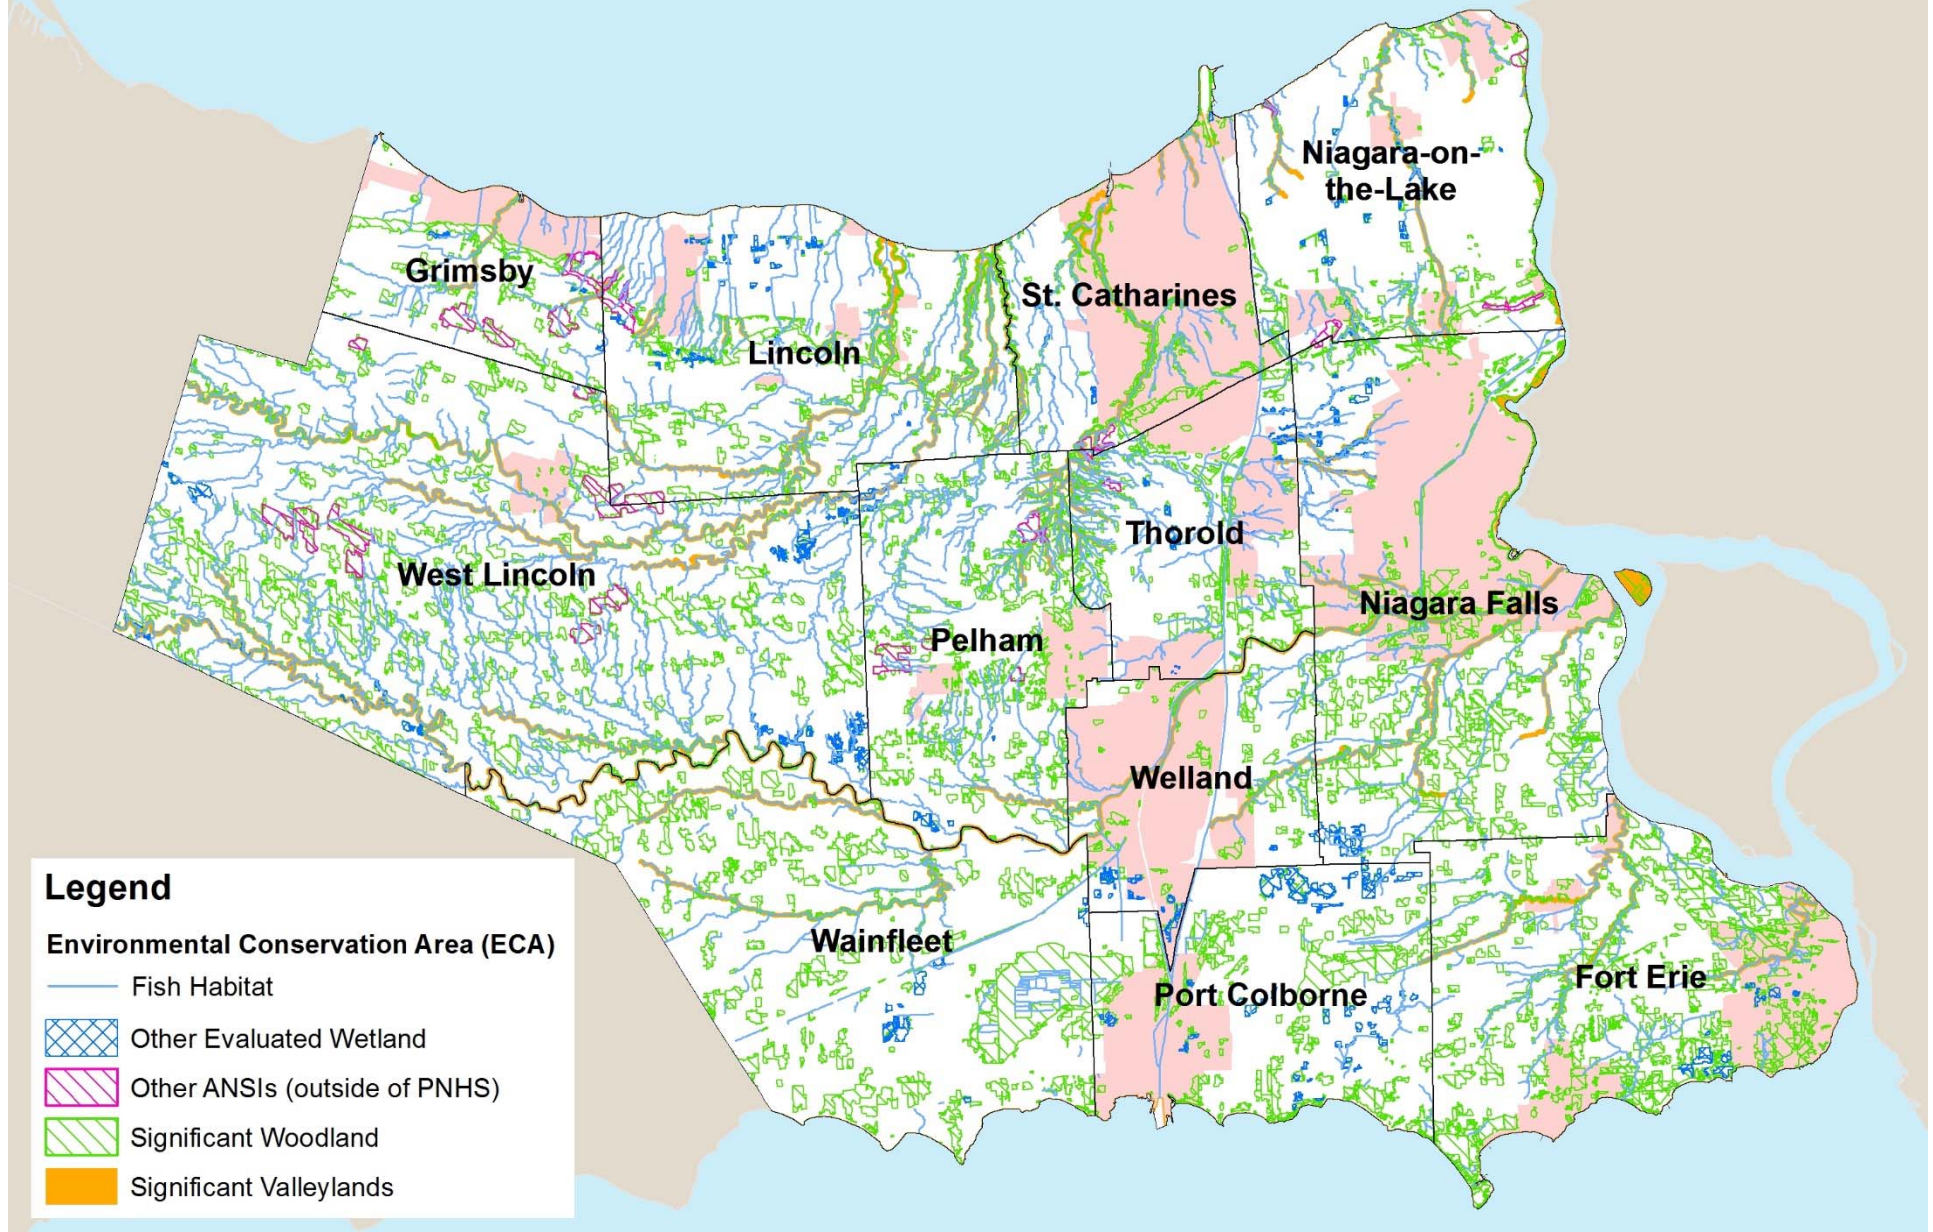 Niagara-on-
the-Lake
Grimsby
St. Catharines
Lincoln
Thorold
West Lincoln
Niagara Falls
Pelham
Welland
Wainfleet
Port Colborne
Fort Erie
Legend
Environmental Conservation Area (ECA)
Fish Habitat
Other Evaluated Wetland
Other ANSIs (outside of PNHS)
Significant Woodland
Significant Valleylands